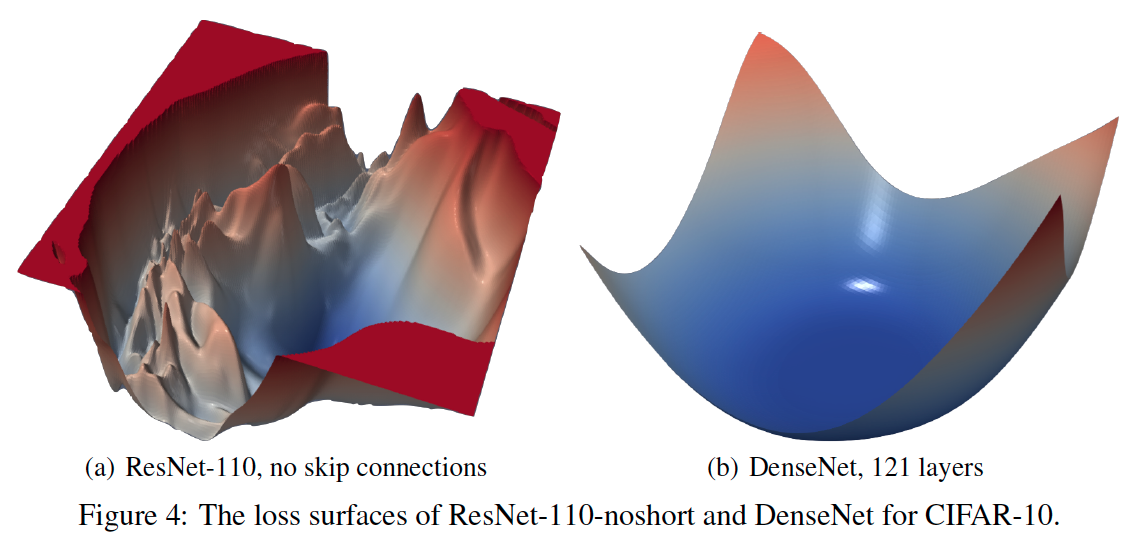 (a) ResNet-110, no skip connections
(b) DenseNet, 121 layers
Figure 4: The loss surfaces of ResNet-110-noshort and DenseNet for CIFAR-10.